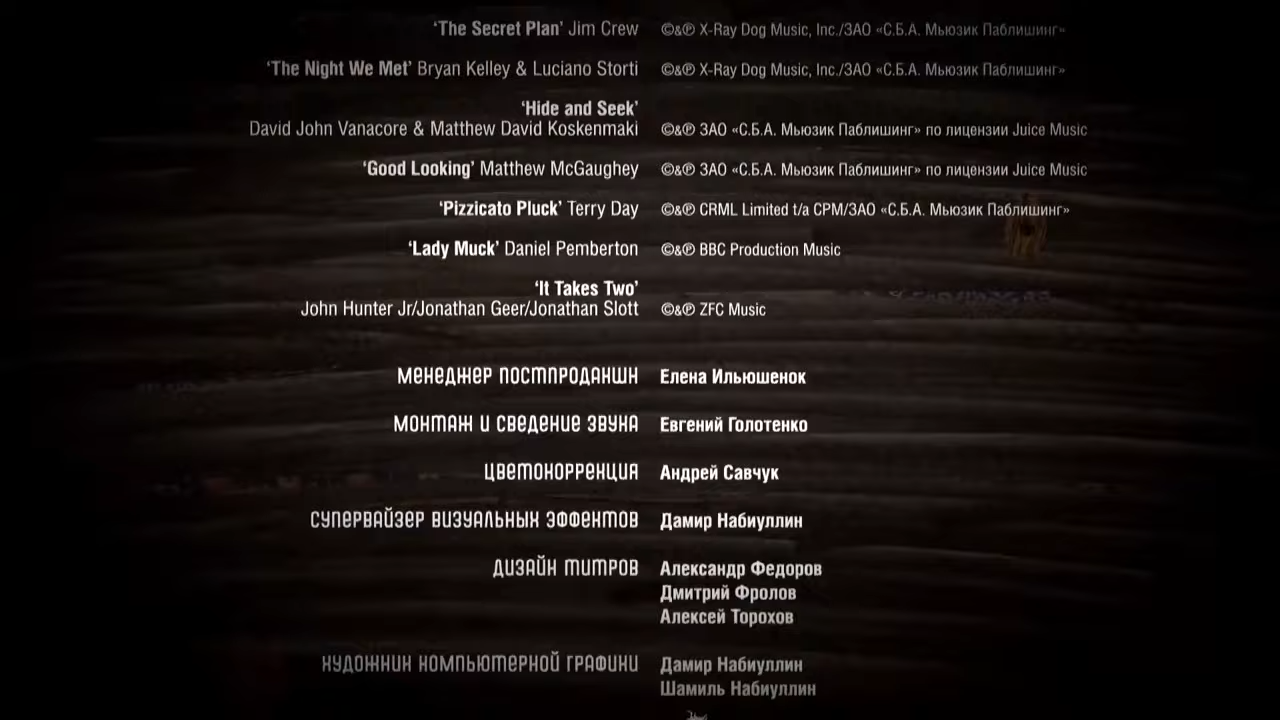 ‘The Secret Plan’ Jim Crew ©&℗ X-Ray Dog Music, Inc./ЗАО «С.Б.А. Мьюзик Паблишинг»
‘The Night We Met’ Bryan Kelley & Luciano Storti ©&℗ X-Ray Dog Music, Inc./ЗАО «С.Б.А. Мьюзик Паблишинг»
‘Hide and Seek’
David John Vanacore & Matthew David Koskenmaki ©&℗ ЗАО «С.Б.А. Мьюзик Паблишинг» по лицензии Juice Music
‘Good Looking’ Matthew McGaughey ©&℗ ЗАО «С.Б.А. Мьюзик Паблишинг» по лицензии Juice Music
‘Pizzicato Pluck’ Terry Day ©&℗ CRML Limited t/a CPM/ЗАО «С.Б.А. Мьюзик Паблишинг»
‘Lady Muck’ Daniel Pemberton ©&℗ BBC Production Music
‘It Takes Two’
John Hunter Jr/Jonathan Geer/Jonathan Slott ©&℗ ZFC Music
менеджер постпродакшн Елена Ильюшенок
монтаж и сведение звука Евгений Голотенко
цветокоррекция Андрей Савчук
супервайзер визуальных эффектов Дамир Набиуллин
дизайн титров Александр Федоров
Дмитрий Фролов
Алексей Торохов
художник компьютерной графики Дамир Набиуллин
Шамиль Набиуллин